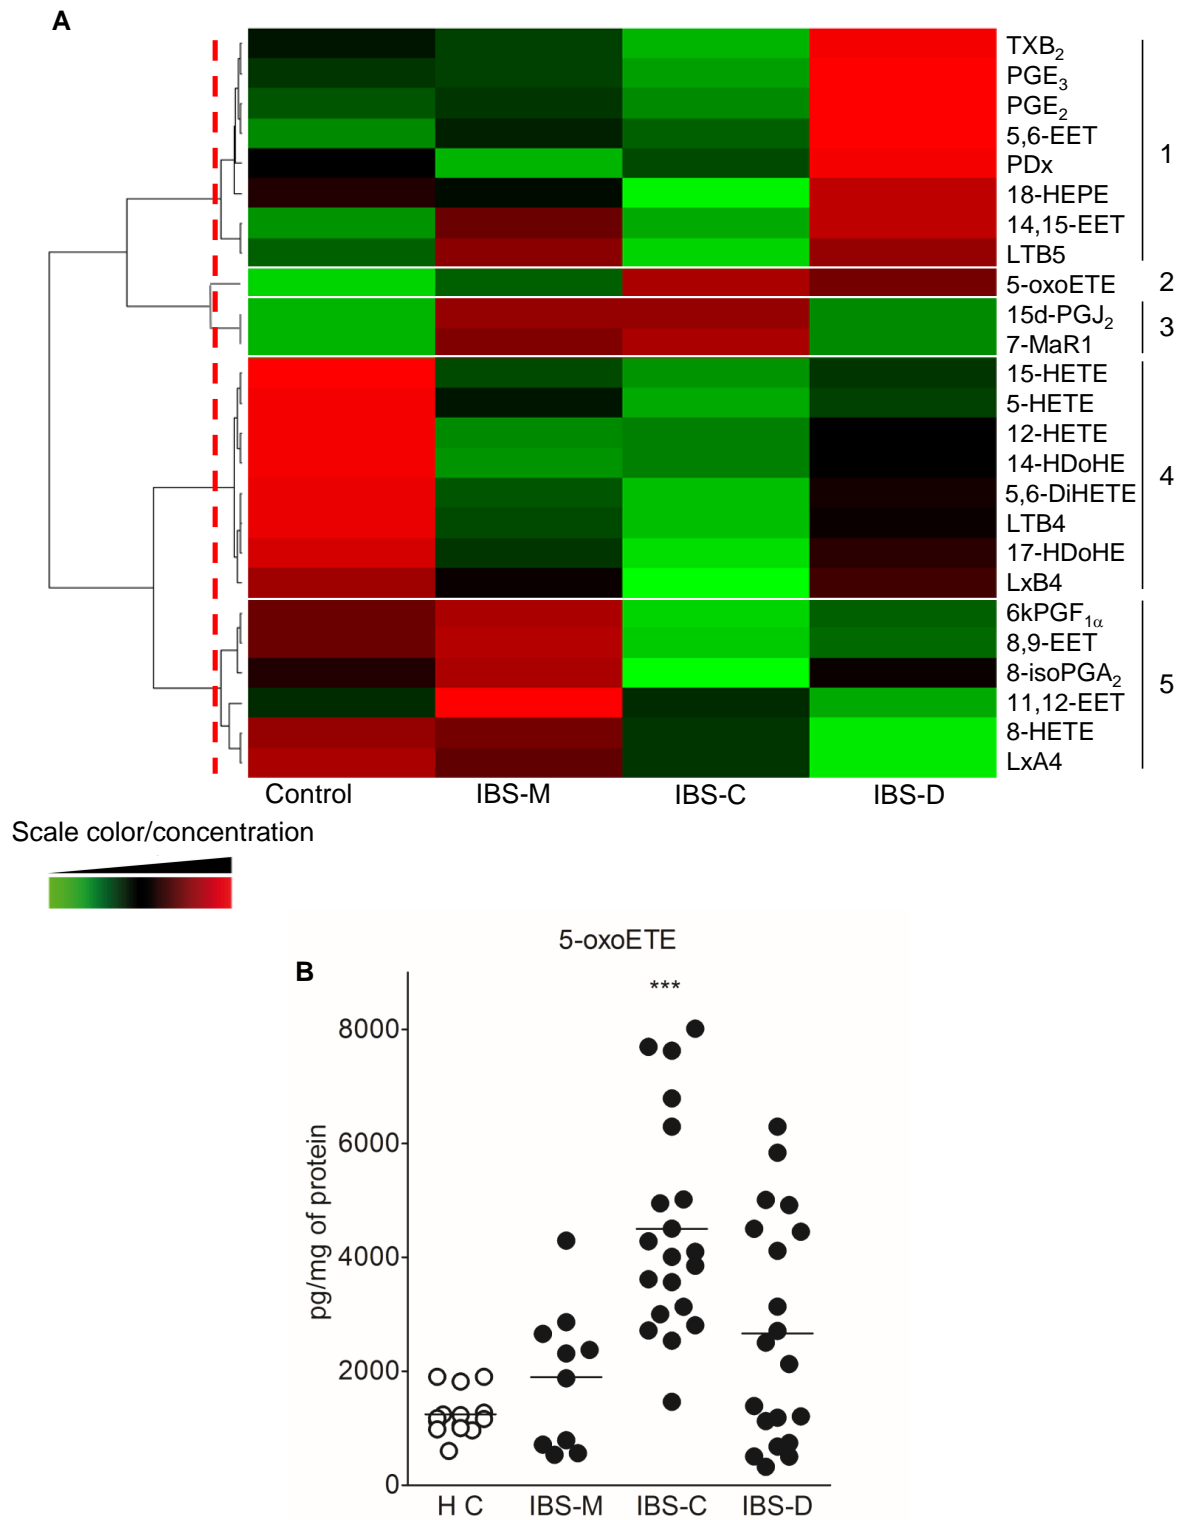 A
TXB2
PGE3
PGE2
5,6-EET
PDx
18-HEPE
14,15-EET
LTB5
1
5-oxoETE
2
15d-PGJ2
7-MaR1
3
15-HETE
5-HETE
12-HETE
14-HDoHE
5,6-DiHETE
LTB4
17-HDoHE
LxB4
4
6kPGF1α
8,9-EET
8-isoPGA2
11,12-EET
8-HETE
LxA4
5
Control IBS-M IBS-C IBS-D
Scale color/concentration
5-oxoETE
B
***
pg/mg of protein
8000
6000
4000
2000
0
H C IBS-M IBS-C IBS-D